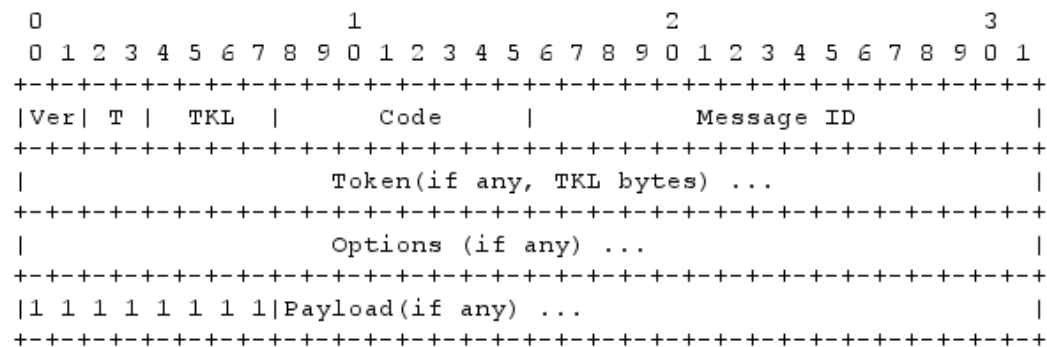 0                   1                   2                   3
 0 1 2 3 4 5 6 7 8 9 0 1 2 3 4 5 6 7 8 9 0 1 2 3 4 5 6 7 8 9 0 1
+-+-+-+-+-+-+-+-+-+-+-+-+-+-+-+-+-+-+-+-+-+-+-+-+-+-+-+-+-+-+-+-+
|Ver| T |  TKL  |      Code     |          Message ID           |
+-+-+-+-+-+-+-+-+-+-+-+-+-+-+-+-+-+-+-+-+-+-+-+-+-+-+-+-+-+-+-+-+
|                   Token(if any, TKL bytes) ...                |
+-+-+-+-+-+-+-+-+-+-+-+-+-+-+-+-+-+-+-+-+-+-+-+-+-+-+-+-+-+-+-+-+
|                   Options (if any) ...                        |
+-+-+-+-+-+-+-+-+-+-+-+-+-+-+-+-+-+-+-+-+-+-+-+-+-+-+-+-+-+-+-+-+
|1 1 1 1 1 1 1 1|Payload(if any) ...                            |
+-+-+-+-+-+-+-+-+-+-+-+-+-+-+-+-+-+-+-+-+-+-+-+-+-+-+-+-+-+-+-+-+